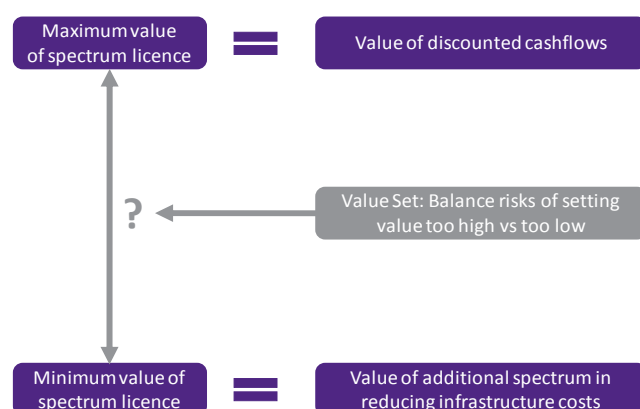 Maximum value
of spectrum licence
=
Value of discounted cashflows
?
Value Set: Balance risks of setting
value too high vs too low
Minimum value of
spectrum licence
=
Value of additional spectrum in
reducing infrastructure costs